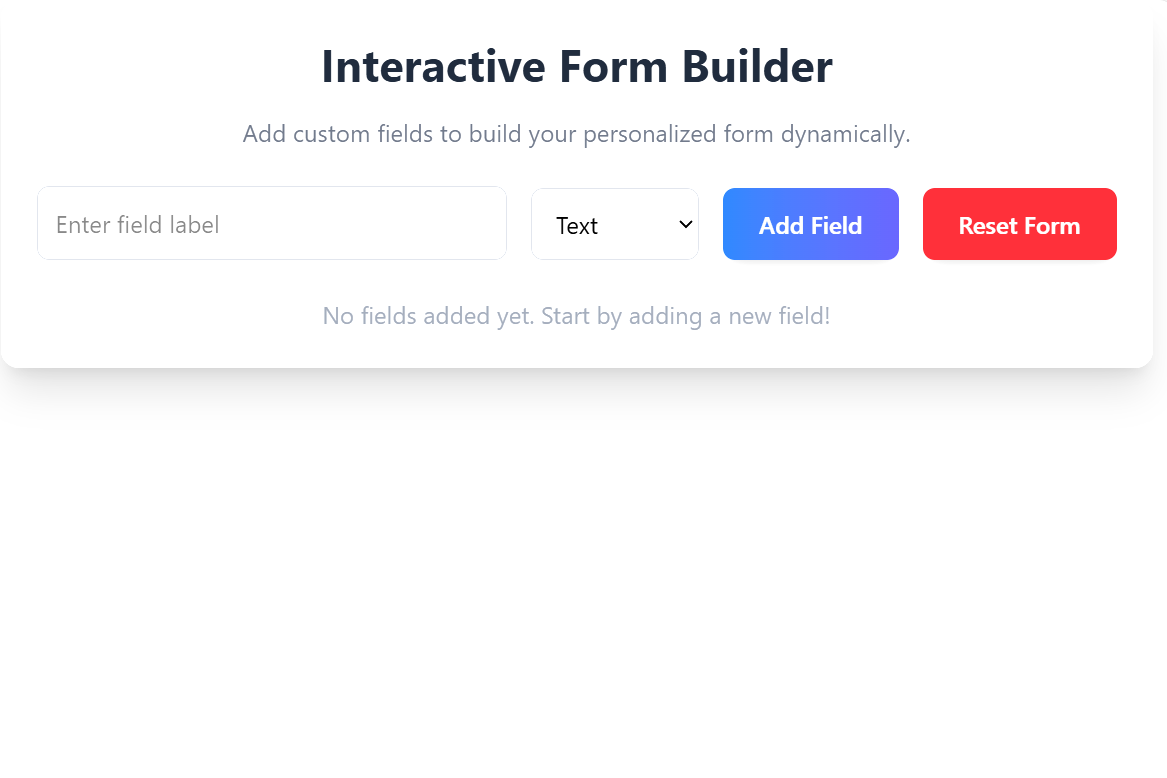 Interactive Form Builder
Add custom fields to build your personalized form dynamically.
Enter field label
Text
Add Field
Reset Form
No fields added yet. Start by adding a new field!